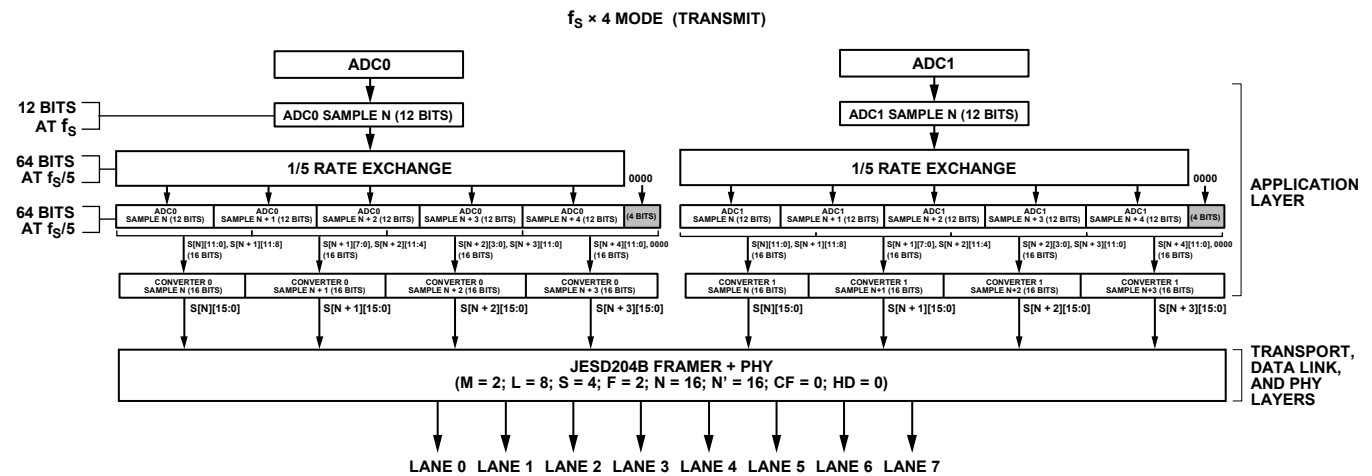 fS × 4 MODE (TRANSMIT)
ADC0
ADC1
12 BITS
AT fS
ADC0 SAMPLE N (12 BITS)
ADC1 SAMPLE N (12 BITS)
64 BITS
AT fS/5
1/5 RATE EXCHANGE
0000
1/5 RATE EXCHANGE
0000
APPLICATION
LAYER
64 BITS
AT fS/5
ADC0
SAMPLE N (12 BITS)
ADC0
SAMPLE N + 1 (12 BITS)
ADC0
SAMPLE N + 2 (12 BITS)
ADC0
SAMPLE N + 3 (12 BITS)
ADC0
SAMPLE N + 4 (12 BITS)
(4 BITS)
ADC1
SAMPLE N (12 BITS)
ADC1
SAMPLE N + 1 (12 BITS)
ADC1
SAMPLE N + 2 (12 BITS)
ADC1
SAMPLE N + 3 (12 BITS)
ADC1
SAMPLE N + 4 (12 BITS)
(4 BITS)
S[N][11:0], S[N + 1][11:8]
(16 BITS)
S[N + 1][7:0], S[N + 2][11:4]
(16 BITS)
S[N + 2][3:0], S[N + 3][11:0]
(16 BITS)
S[N + 4][11:0], 0000
(16 BITS)
S[N][11:0], S[N + 1][11:8]
(16 BITS)
S[N + 1][7:0], S[N + 2][11:4]
(16 BITS)
S[N + 2][3:0], S[N + 3][11:0]
(16 BITS)
S[N + 4][11:0], 0000
(16 BITS)
CONVERTER 0
SAMPLE N (16 BITS)
CONVERTER 0
SAMPLE N + 1 (16 BITS)
CONVERTER 0
SAMPLE N + 2 (16 BITS)
CONVERTER 0
SAMPLE N + 3 (16 BITS)
CONVERTER 1
SAMPLE N (16 BITS)
CONVERTER 1
SAMPLE N+1 (16 BITS)
CONVERTER 1
SAMPLE N+2 (16 BITS)
CONVERTER 1
SAMPLE N+3 (16 BITS)
S[N][15:0]
S[N + 1][15:0]
S[N + 2][15:0]
S[N + 3][15:0]
S[N][15:0]
S[N + 1][15:0]
S[N + 2][15:0]
S[N + 3][15:0]
JESD204B FRAMER + PHY
(M = 2; L = 8; S = 4; F = 2; N = 16; N' = 16; CF = 0; HD = 0)
TRANSPORT,
DATA LINK,
AND PHY
LAYERS
LANE 0 LANE 1 LANE 2 LANE 3 LANE 4 LANE 5 LANE 6 LANE 7